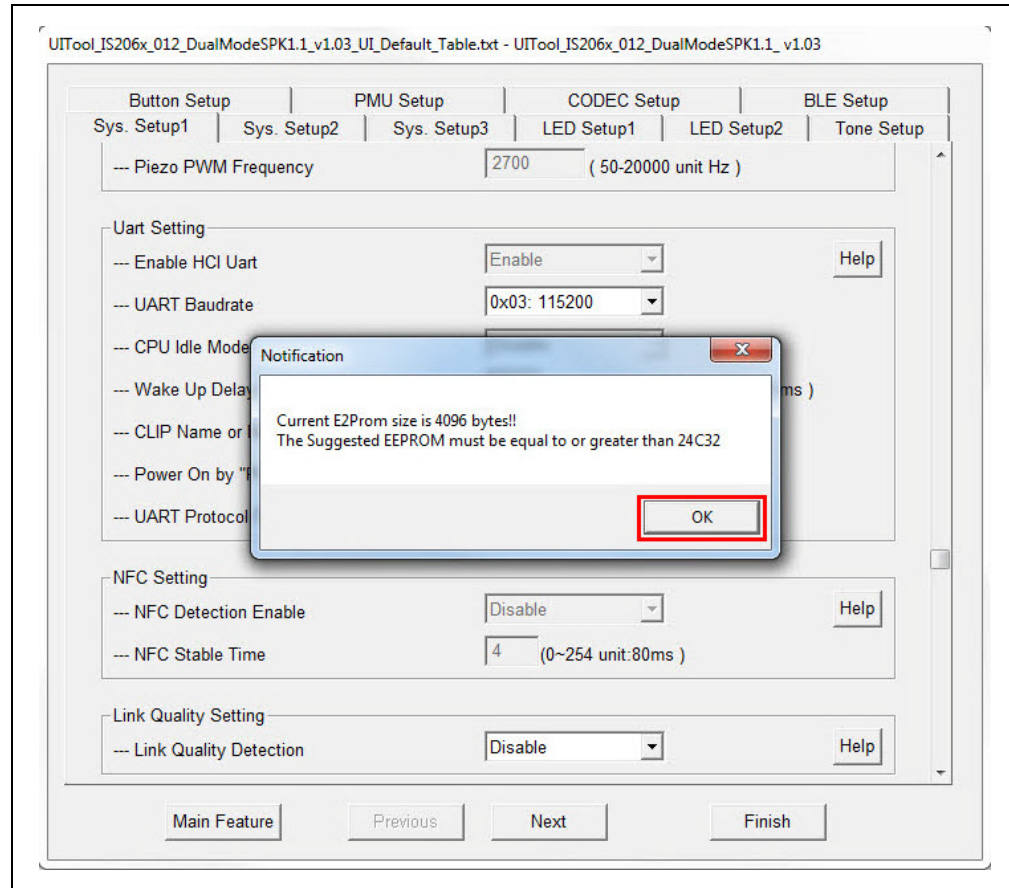 UITool_IS206x_012_DualModeSPK1.1_v1.03_UI_Default_Table.txt - UITool_IS206x_012_DualModeSPK1.1_ v1.03
Button Setup PMU Setup CODEC Setup BLE Setup
Sys. Setup1 Sys. Setup2 Sys. Setup3 LED Setup1 LED Setup2 Tone Setup
--- Piezo PWM Frequency 2700 ( 50-20000 unit Hz )
Uart Setting
--- Enable HCI Uart Enable Help
--- UART Baudrate 0x03: 115200
--- CPU Idle Mode
Notification X
--- Wake Up Delay ms )
Current E2Prom size is 4096 bytes!!
--- CLIP Name or
The Suggested EEPROM must be equal to or greater than 24C32
--- Power On by
--- UART Protocol
OK
NFC Setting
--- NFC Detection Enable Disable Help
--- NFC Stable Time 4 (0~254 unit:80ms )
Link Quality Setting
--- Link Quality Detection Disable Help
Main Feature Previous Next Finish